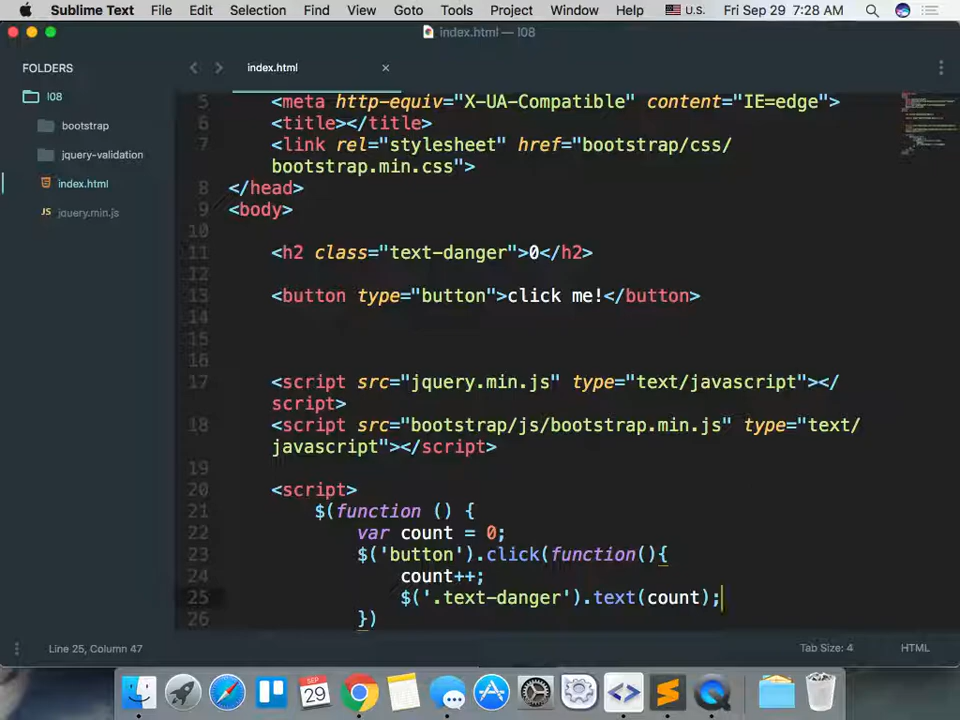 Sublime Text File Edit Selection Find View Goto Tools Project Window Help U.S. Fri Sep 29 7:28 AM
index.html — l08
FOLDERS
l08
bootstrap
jquery-validation
index.html
JS jquery.min.js
index.html ×
5 <meta http-equiv="X-UA-Compatible" content="IE=edge">
6 <title></title>
7 <link rel="stylesheet" href="bootstrap/css/
bootstrap.min.css">
8 </head>
9 <body>
10
11 <h2 class="text-danger">0</h2>
12
13 <button type="button">click me!</button>
14
15
16
17 <script src="jquery.min.js" type="text/javascript"></
script>
18 <script src="bootstrap/js/bootstrap.min.js" type="text/
javascript"></script>
19
20 <script>
21 $(function () {
22 var count = 0;
23 $('button').click(function(){
24 count++;
25 $('.text-danger').text(count);
26 })
Line 25, Column 47 Tab Size: 4 HTML
SEP
29